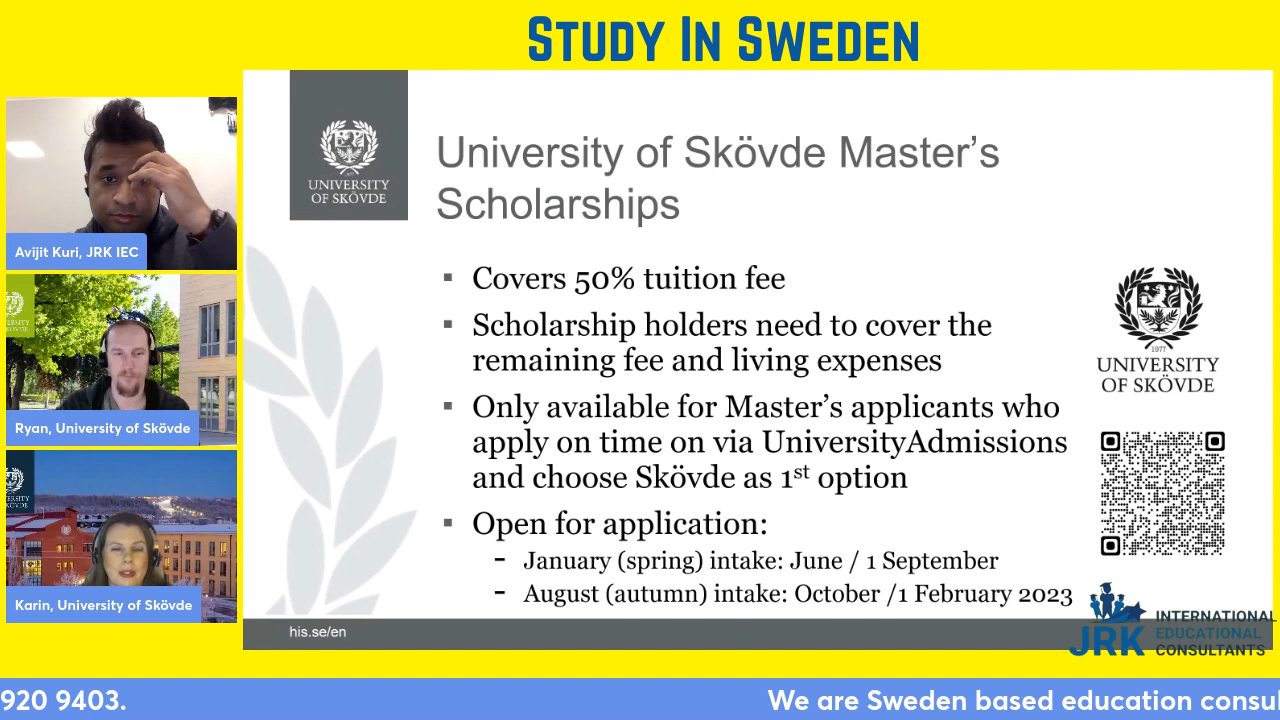 Study In Sweden
UNIVERSITY
OF SKÖVDE
University of Skövde Master’s
Scholarships
▪ Covers 50% tuition fee
▪ Scholarship holders need to cover the
remaining fee and living expenses
▪ Only available for Master’s applicants who
apply on time on via UniversityAdmissions
and choose Skövde as 1st option
▪ Open for application:
- January (spring) intake: June / 1 September
- August (autumn) intake: October /1 February 2023
1977
UNIVERSITY
OF SKÖVDE
Avijit Kuri, JRK IEC
Ryan, University of Skövde
Karin, University of Skövde
his.se/en
JRK
INTERNATIONAL
EDUCATIONAL
CONSULTANTS
920 9403.
We are Sweden based education consul